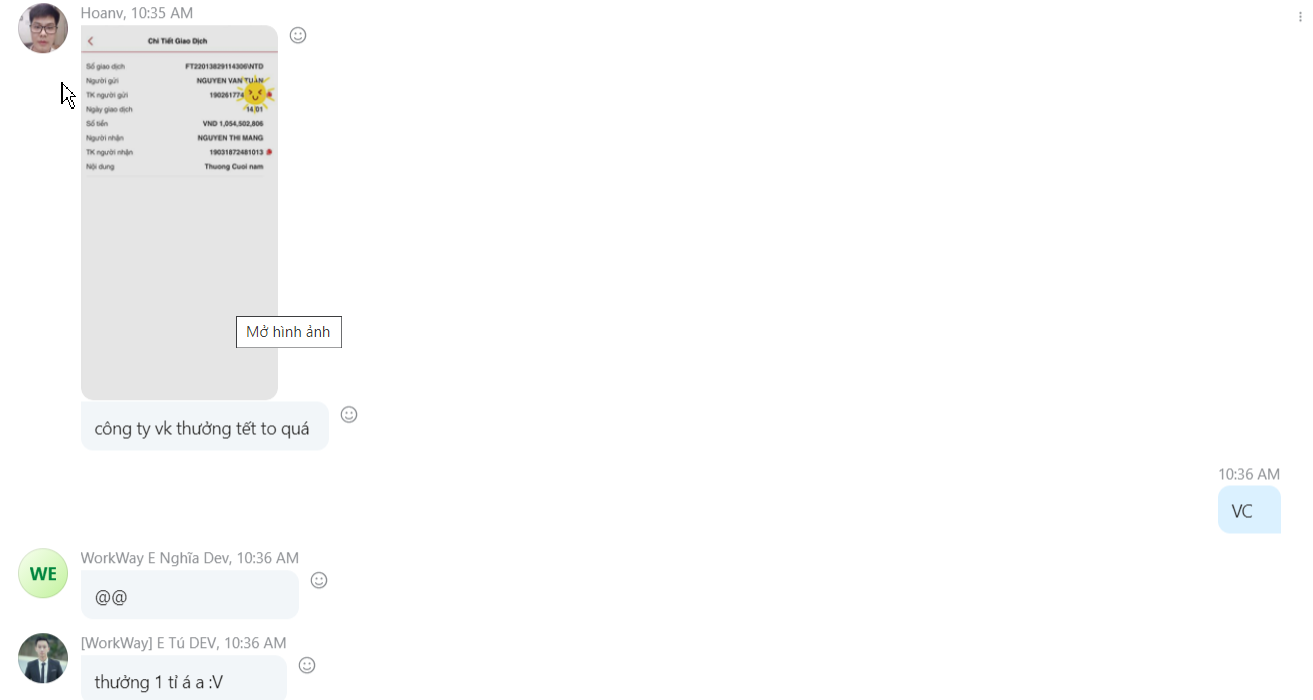 Hoanv, 10:35 AM
Chi Tiết Giao Dịch
Số giao dịch FT22013829114306\NTD
Người gửi NGUYEN VAN TUẤN
TK người gửi 190261774
Ngày giao dịch 14 01
Số tiền VND 1,054,502,806
Người nhận NGUYEN THI MANG
TK người nhận 19031872481013
Nội dung Thuong Cuoi nam
Mở hình ảnh
công ty vk thưởng tết to quá
10:36 AM
VC
WorkWay E Nghĩa Dev, 10:36 AM
WE
@@
[WorkWay] E Tú DEV, 10:36 AM
thưởng 1 tỉ á a :V